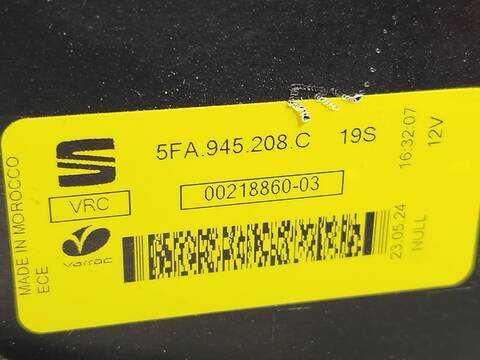 5FA.945.208.C 19S
VRC
00218860-03
varroc
MADE IN MOROCCO
ECE
23.05.24 16:32:07
NULL 12V